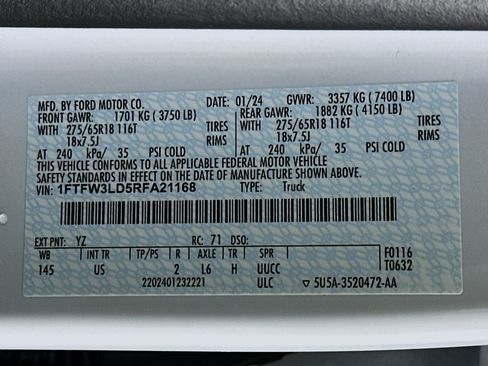 MFD. BY FORD MOTOR CO. DATE: 01/24 GVWR: 3357 KG ( 7400 LB)
FRONT GAWR: 1701 KG ( 3750 LB) REAR GAWR: 1882 KG ( 4150 LB)
WITH 275/65R18 116T TIRES WITH 275/65R18 116T TIRES
18x7.5J RIMS 18x7.5J RIMS
AT 240 kPa/ 35 PSI COLD AT 240 kPa/ 35 PSI COLD
THIS VEHICLE CONFORMS TO ALL APPLICABLE FEDERAL MOTOR VEHICLE
SAFETY STANDARDS IN EFFECT ON THE DATE OF MANUFACTURE SHOWN ABOVE.
VIN: 1FTFW3LD5RFA21168 TYPE: Truck
EXT PNT: YZ RC: 71 DSO:
WB INT TR TP/PS R AXLE TR SPR
145 US 2 L6 H UUCC
2202401232221 ULC
F0116
T0632
5U5A-3520472-AA